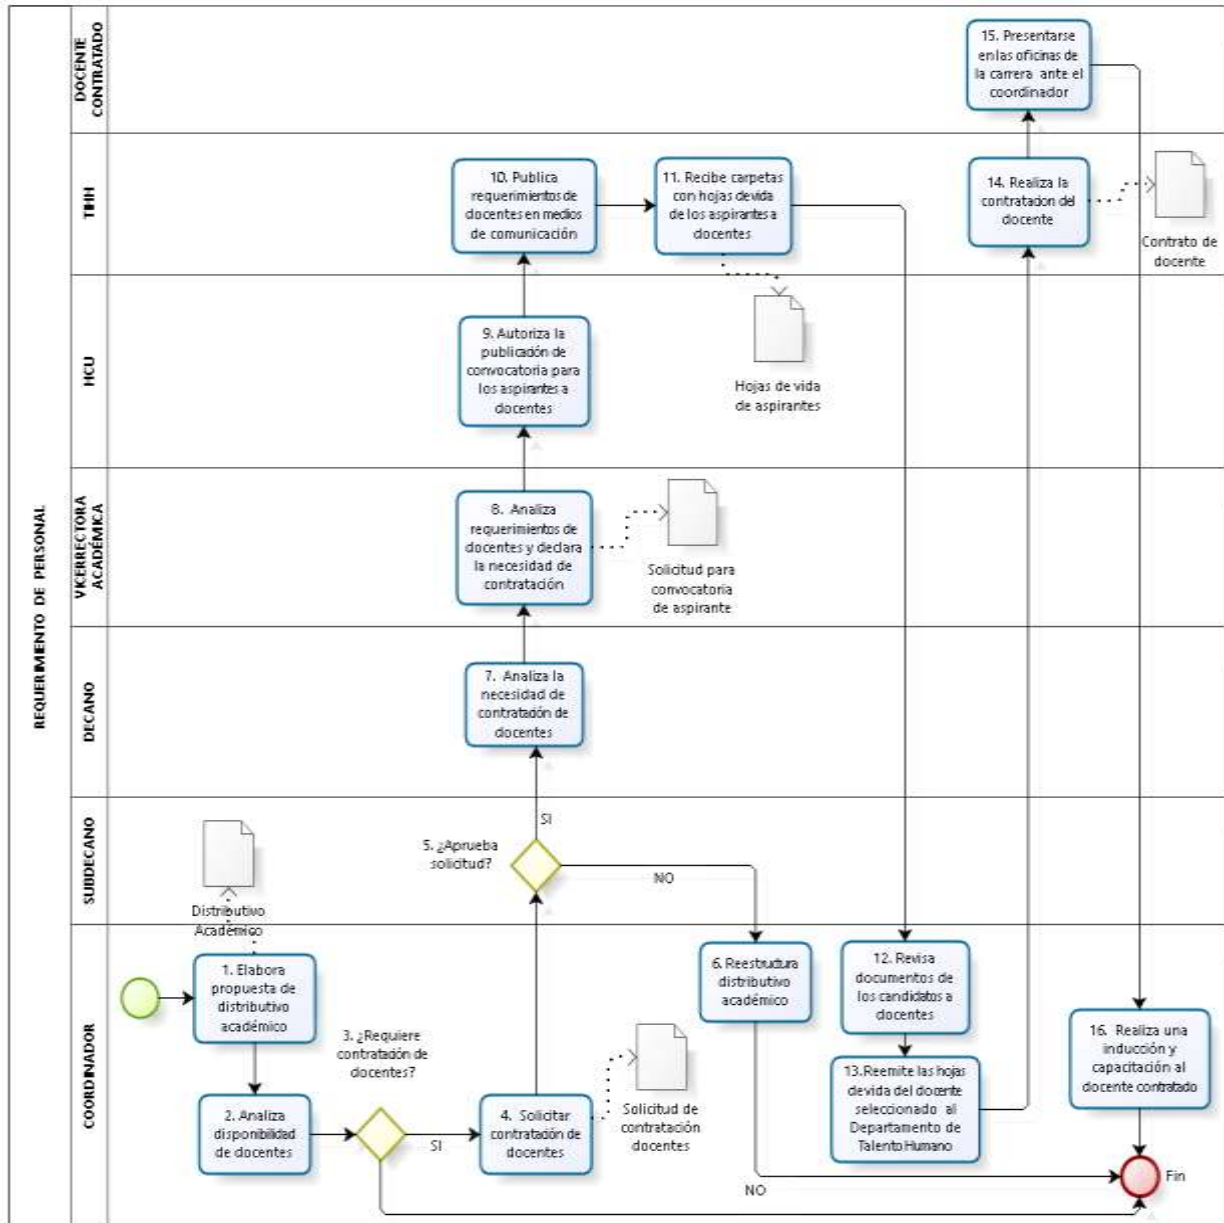 REQUERIMIENTO DE PERSONAL
DOCENTE
CONTRATADO
15. Presentarse
en las oficinas de
la carrera ante el
coordinador
TTHH
10. Publica
requerimientos de
docentes en medios
de comunicación
11. Recibe carpetas
con hojas de vida
de los aspirantes a
docentes
14. Realiza la
contratación del
docente
Contrato de
docente
HCU
9. Autoriza la
publicación de
convocatoria para
los aspirantes a
docentes
Hojas de vida
de aspirantes
VICERRECTORA
ACADÉMICA
8. Analiza
requerimientos de
docentes y declara
la necesidad de
contratación
Solicitud para
convocatoria
de aspirante
DECANO
7. Analiza la
necesidad de
contratación de
docentes
SUBDECANO
5. ¿Aprueba
solicitud?
SI
NO
Distributivo
Académico
COORDINADOR
1. Elabora
propuesta de
distributivo
académico
2. Analiza
disponibilidad
de docentes
3. ¿Requiere
contratación de
docentes?
SI
4. Solicitar
contratación de
docentes
Solicitud de
contratación
docentes
6. Reestructura
distributivo
académico
12. Revisa
documentos de
los candidatos a
docentes
13.Reemite las hojas
de vida del docente
seleccionado al
Departamento de
Talento Humano
16. Realiza una
inducción y
capacitación al
docente contratado
NO
Fin